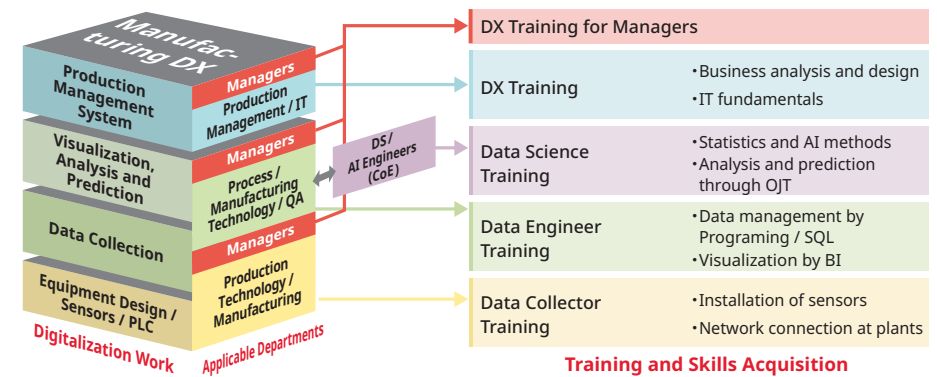 Manufac-
turing DX
Production
Management
System
Visualization,
Analysis and
Prediction
Data Collection
Equipment Design /
Sensors / PLC
Digitalization Work
Managers
Production
Management / IT
Managers
Process /
Manufacturing
Technology / QA
Managers
Production
Technology /
Manufacturing
Applicable Departments
DS /
AI Engineers
(CoE)
DX Training for Managers
DX Training
・Business analysis and design
・IT fundamentals
Data Science
Training
・Statistics and AI methods
・Analysis and prediction
through OJT
Data Engineer
Training
・Data management by
Programing / SQL
・Visualization by BI
Data Collector
Training
・Installation of sensors
・Network connection at plants
Training and Skills Acquisition